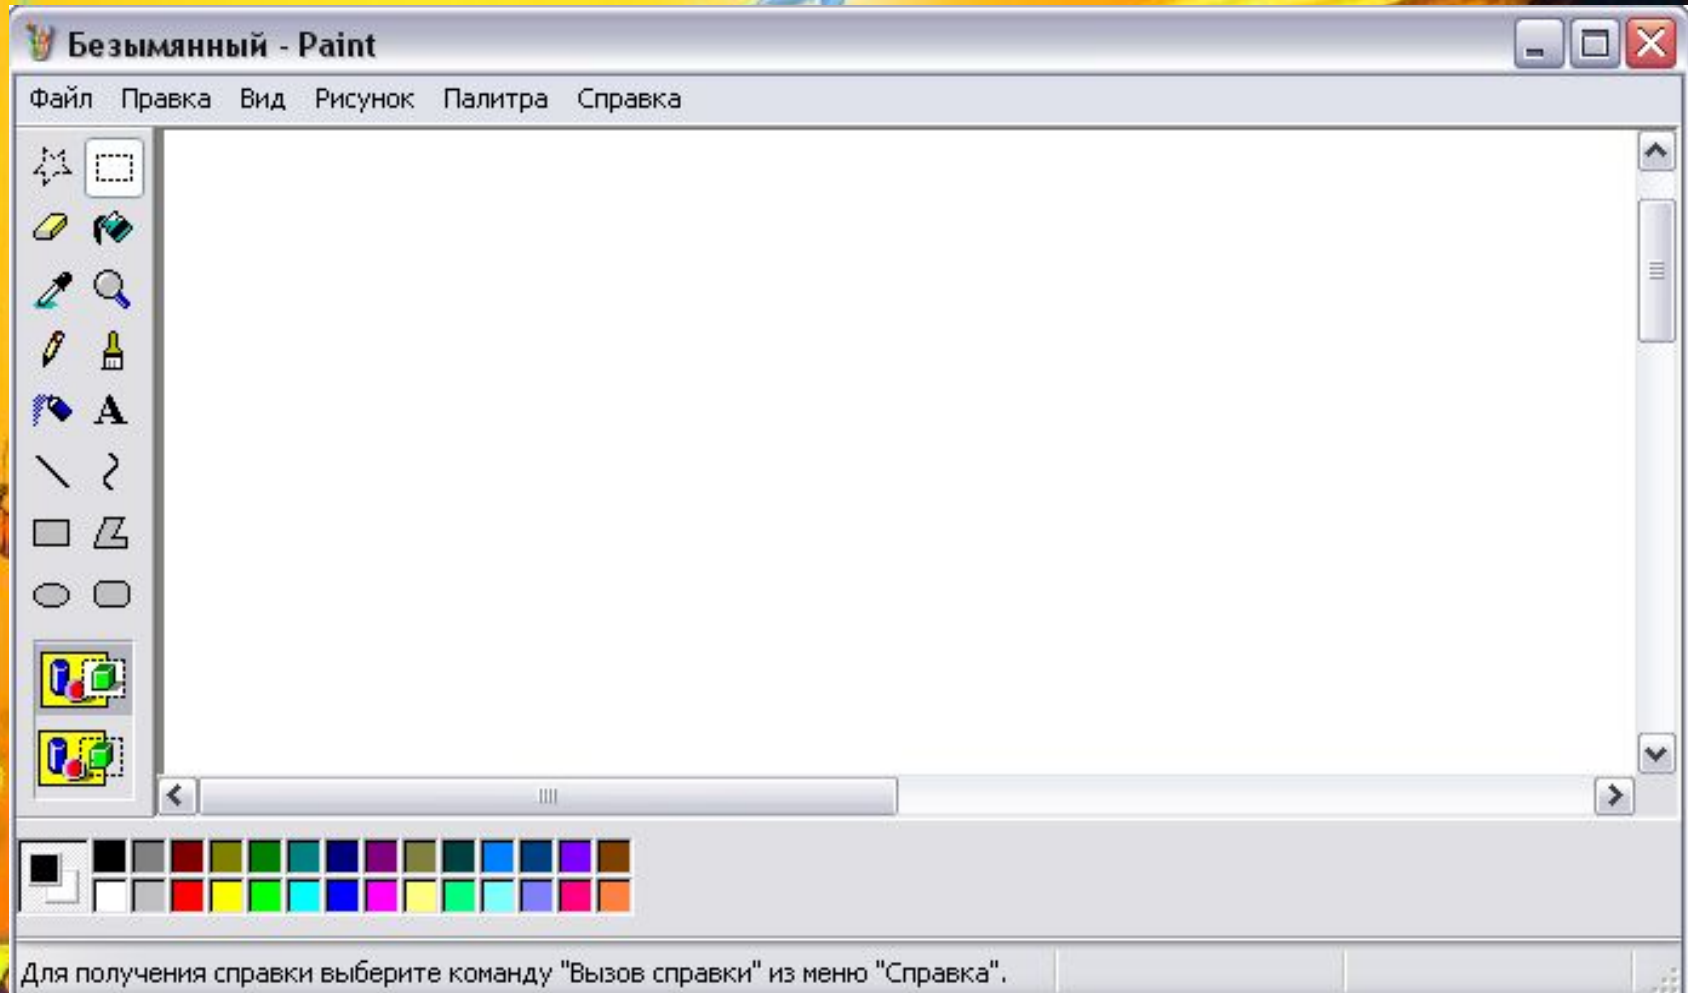 Безымянный - Paint
Файл Правка Вид Рисунок Палитра Справка
A
Для получения справки выберите команду "Вызов справки" из меню "Справка".